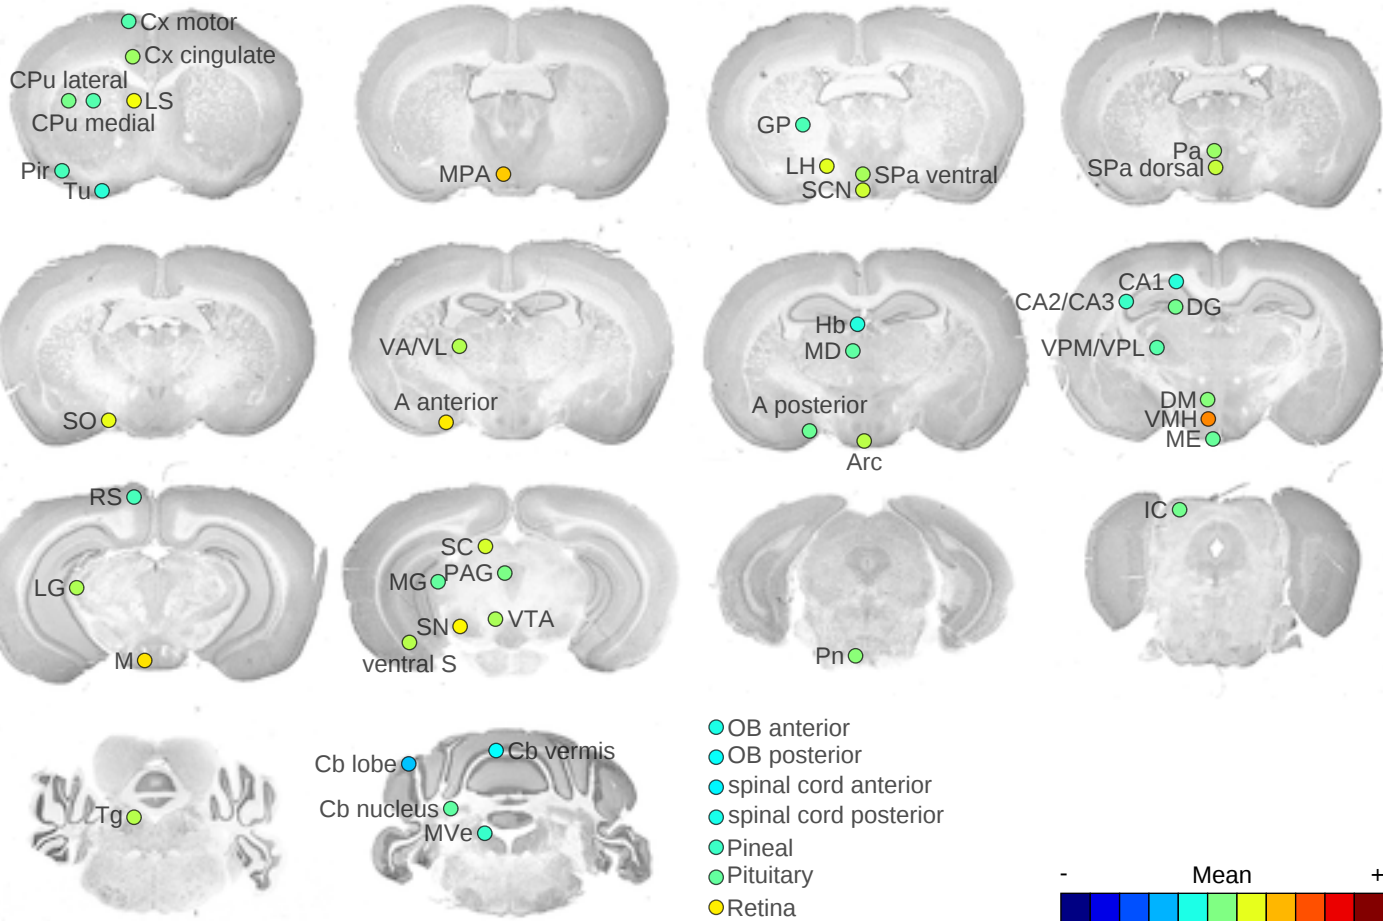 Cx motor
Cx cingulate
CPu lateral
LS
CPu medial
Pir
Tu
MPA
GP
LH
SPa ventral
SCN
Pa
SPa dorsal
SO
VA/VL
A anterior
Hb
MD
A posterior
Arc
CA1
CA2/CA3
DG
VPM/VPL
DM
VMH
ME
RS
LG
M
SC
MG
PAG
SN
VTA
ventral S
Pn
IC
Tg
Cb lobe
Cb vermis
Cb nucleus
MVe
OB anterior
OB posterior
spinal cord anterior
spinal cord posterior
Pineal
Pituitary
Retina
- Mean +